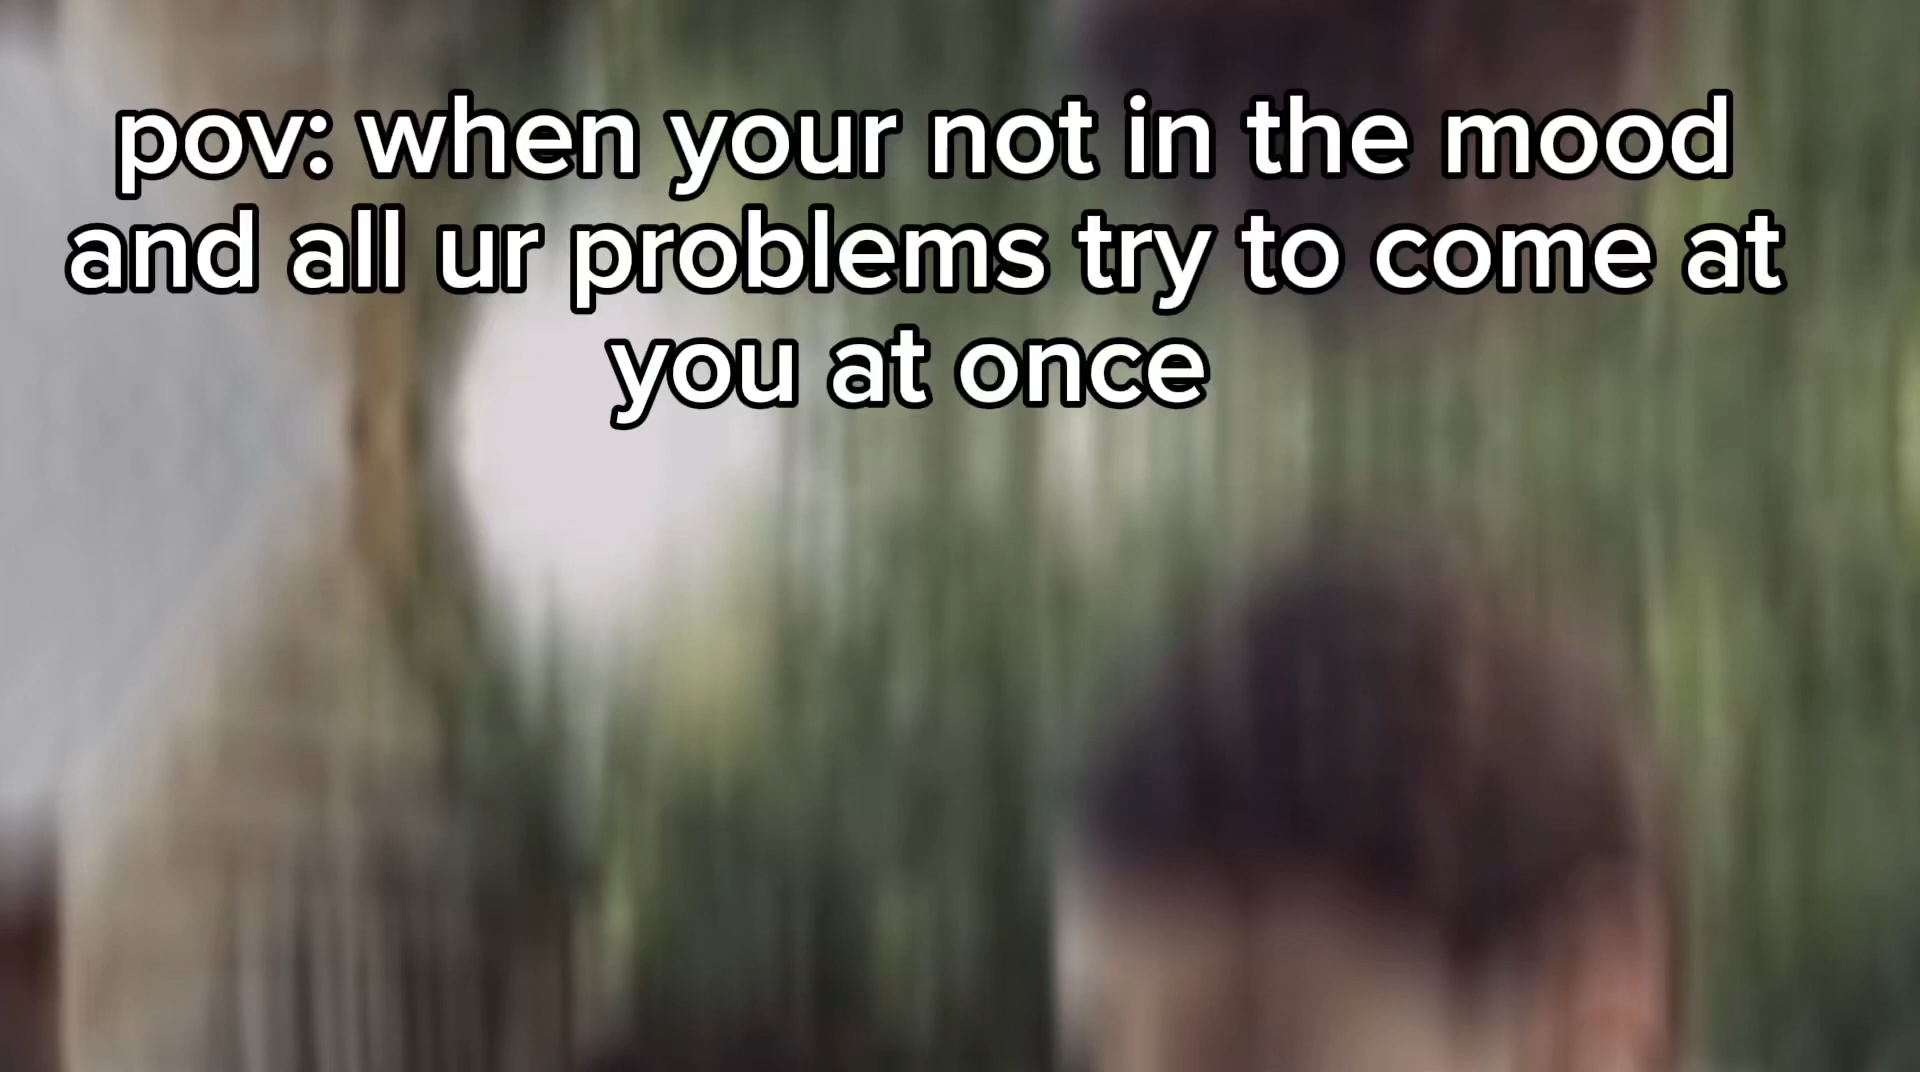 pov: when your not in the mood
and all ur problems try to come at
you at once